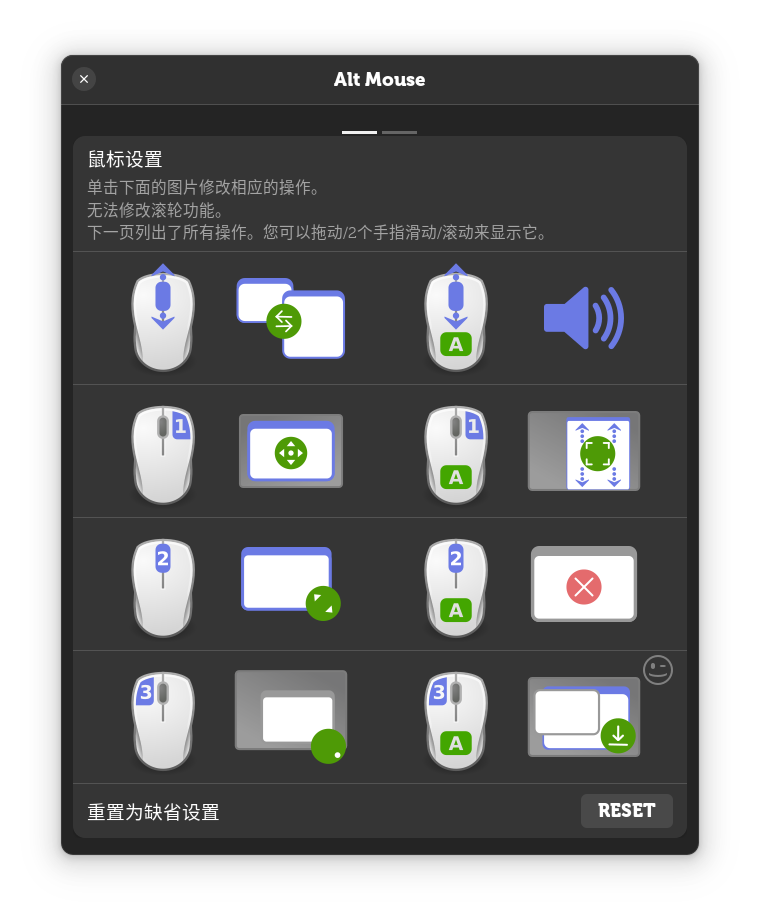 Alt Mouse
鼠标设置
单击下面的图片修改相应的操作。
无法修改滚轮功能。
下一页列出了所有操作。您可以拖动/2个手指滑动/滚动来显示它。
A
1
1
A
2
2
A
3
3
A
重置为缺省设置
RESET